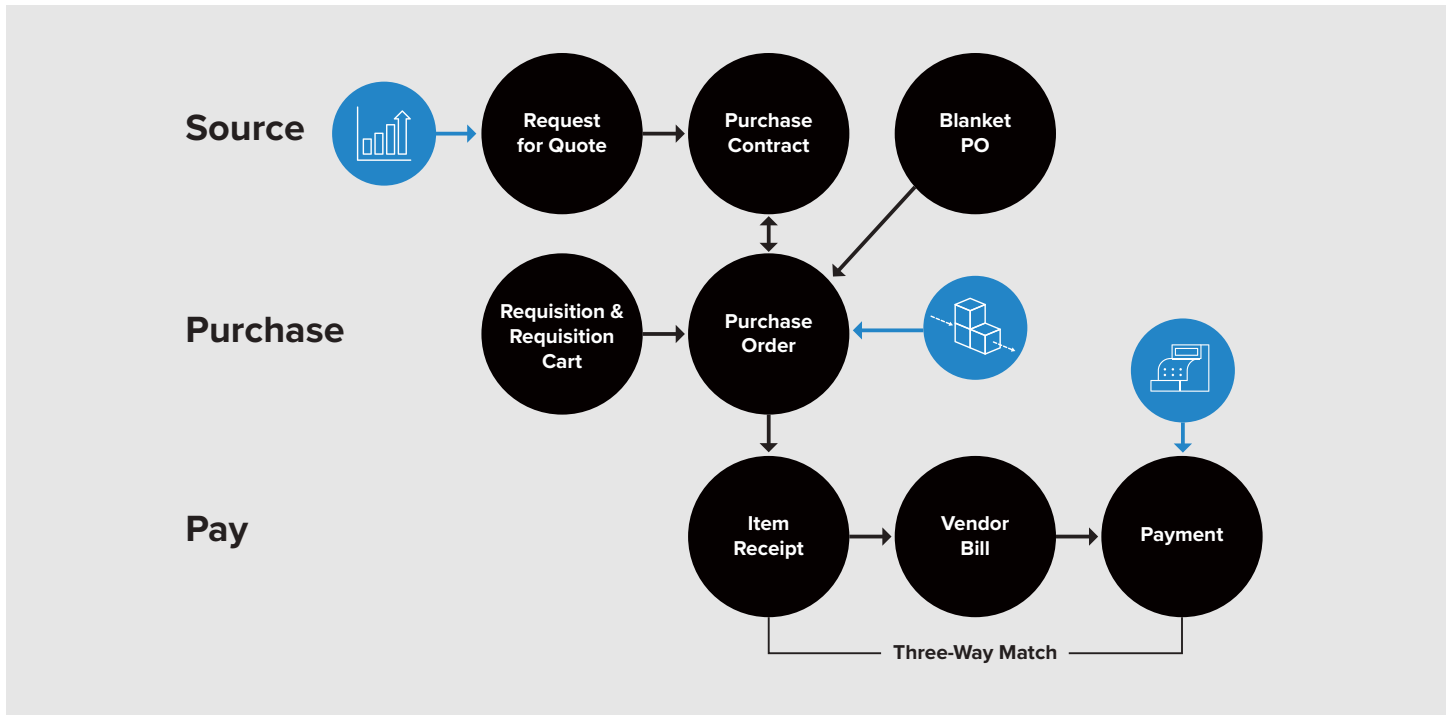 Source
Request
for Quote
Purchase
Contract
Blanket
PO
Purchase
Requisition &
Requisition
Cart
Purchase
Order
Pay
Item
Receipt
Vendor
Bill
Payment
Three-Way Match